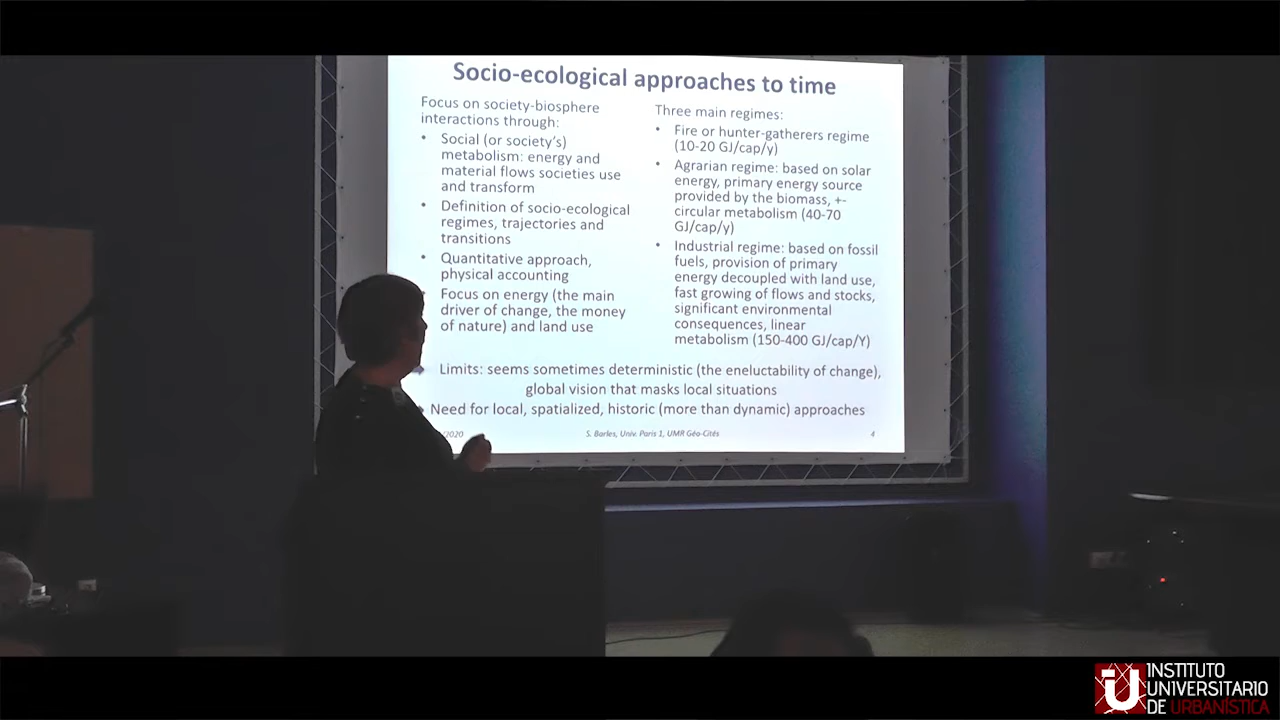 Socio-ecological approaches to time
Focus on society-biosphere
interactions through:
• Social (or society's)
metabolism: energy and
material flows societies use
and transform
• Definition of socio-ecological
regimes, trajectories and
transitions
• Quantitative approach,
physical accounting
Focus on energy (the main
driver of change, the money
of nature) and land use
Three main regimes:
• Fire or hunter-gatherers regime
(10-20 GJ/cap/y)
• Agrarian regime: based on solar
energy, primary energy source
provided by the biomass, +-
circular metabolism (40-70
GJ/cap/y)
• Industrial regime: based on fossil
fuels, provision of primary
energy decoupled with land use,
fast growing of flows and stocks,
significant environmental
consequences, linear
metabolism (150-400 GJ/cap/Y)
Limits: seems sometimes deterministic (the eneluctability of change),
global vision that masks local situations
Need for local, spatialized, historic (more than dynamic) approaches
/2020
S. Barles, Univ. Paris 1, UMR Géo-Cités
4
iU
INSTITUTO
UNIVERSITARIO
DE URBANÍSTICA